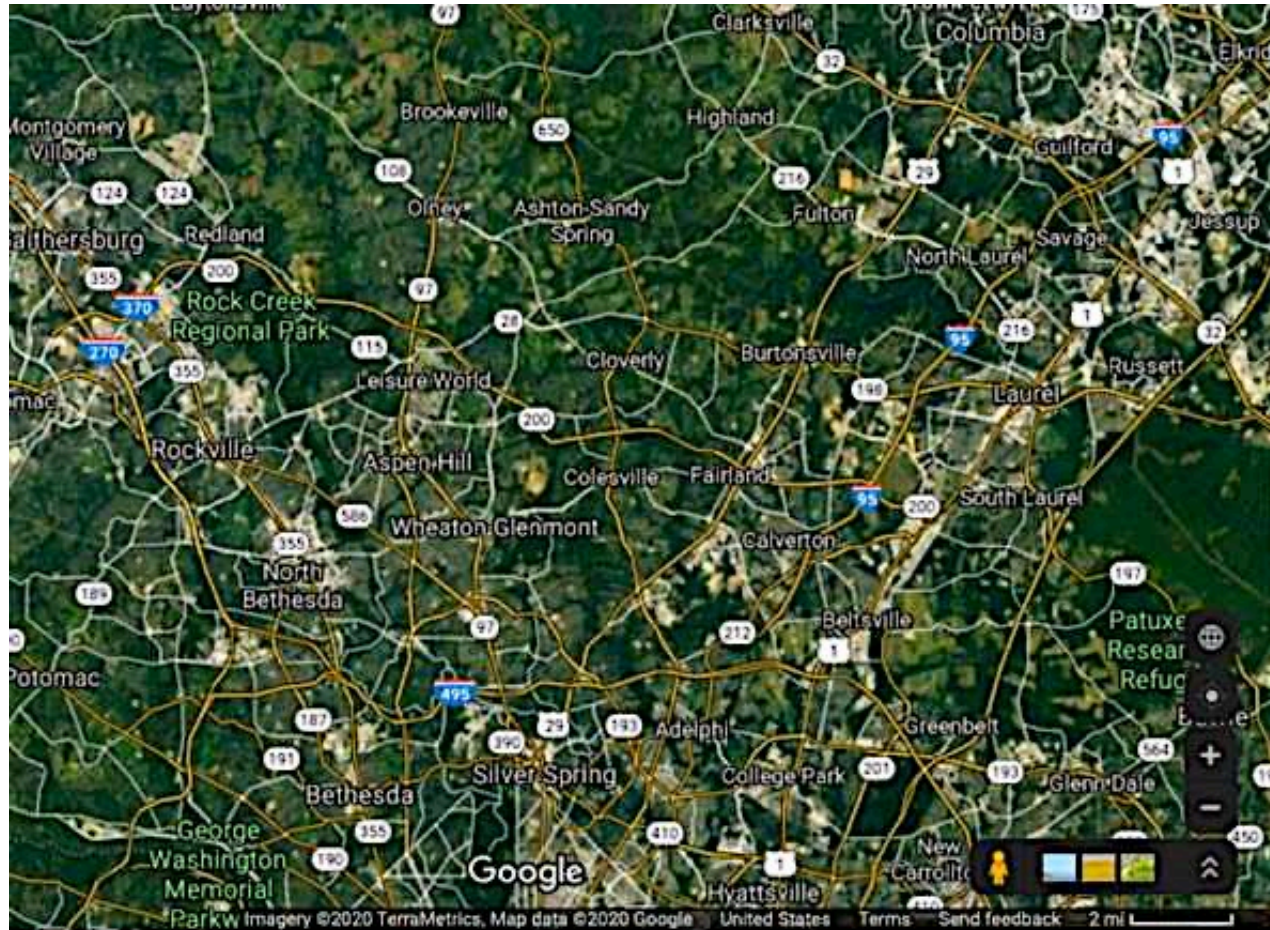 97
Clarksville
Columbia
175
32
Brookeville
Highland
650
Montgomery
Village
Guilford
95
108
216
29
1
124
124
Olney
Ashton-Sandy
Spring
Fulton
Jessup
Savage
Redland
355
200
North Laurel
97
370
Rock Creek
Regional Park
28
1
216
32
95
270
115
355
Leisure World
Cloverly
Burtonsville
Russett
198
Laurel
200
Rockville
Aspen Hill
Colesville
Fairland
95
200
South Laurel
586
Wheaton-Glenmont
355
Calverton
North
Bethesda
189
197
97
212
Beltsville
1
Potomac
495
187
29
193
Adelphi
Greenbelt
390
191
Silver Spring
College Park
201
193
564
Glenn Dale
Bethesda
355
George
Washington
Memorial
190
410
1
450
New
Google
Hyattsville
Imagery ©2020 TerraMetrics, Map data ©2020 Google United States Terms Send feedback 2 mi